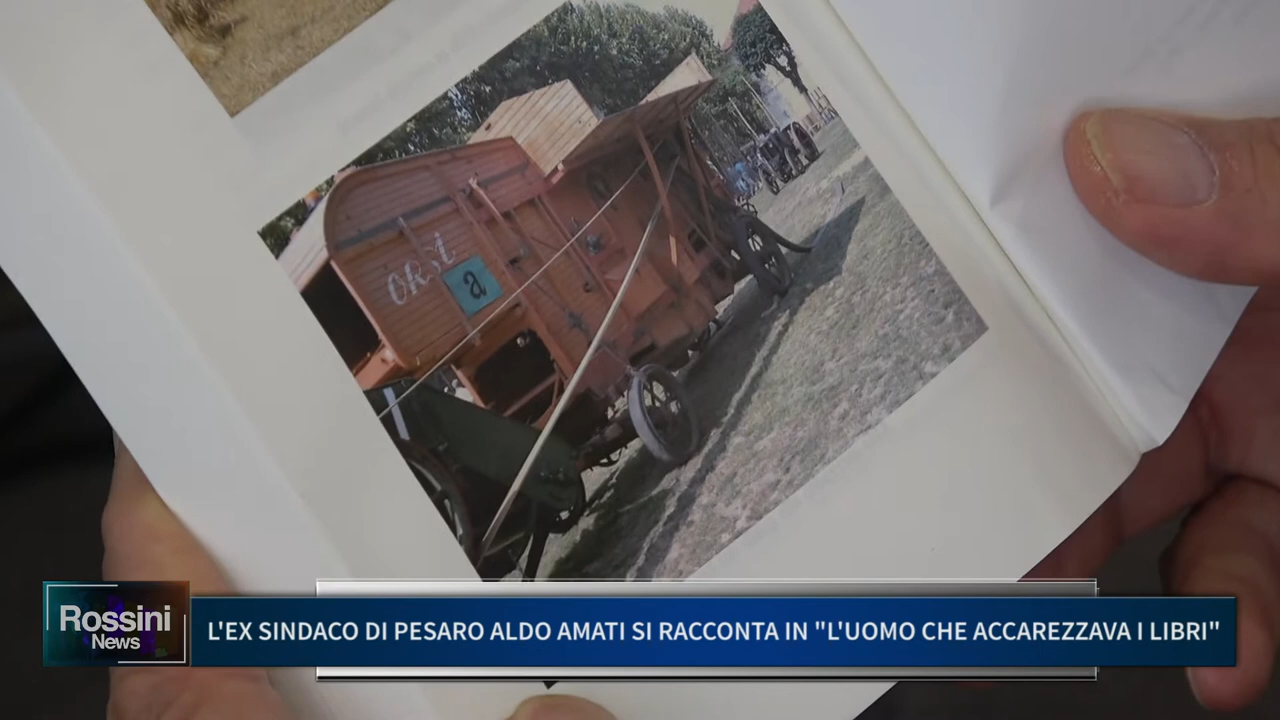 ORSi
a
Rossini
News
L'EX SINDACO DI PESARO ALDO AMATI SI RACCONTA IN "L'UOMO CHE ACCAREZZAVA I LIBRI"